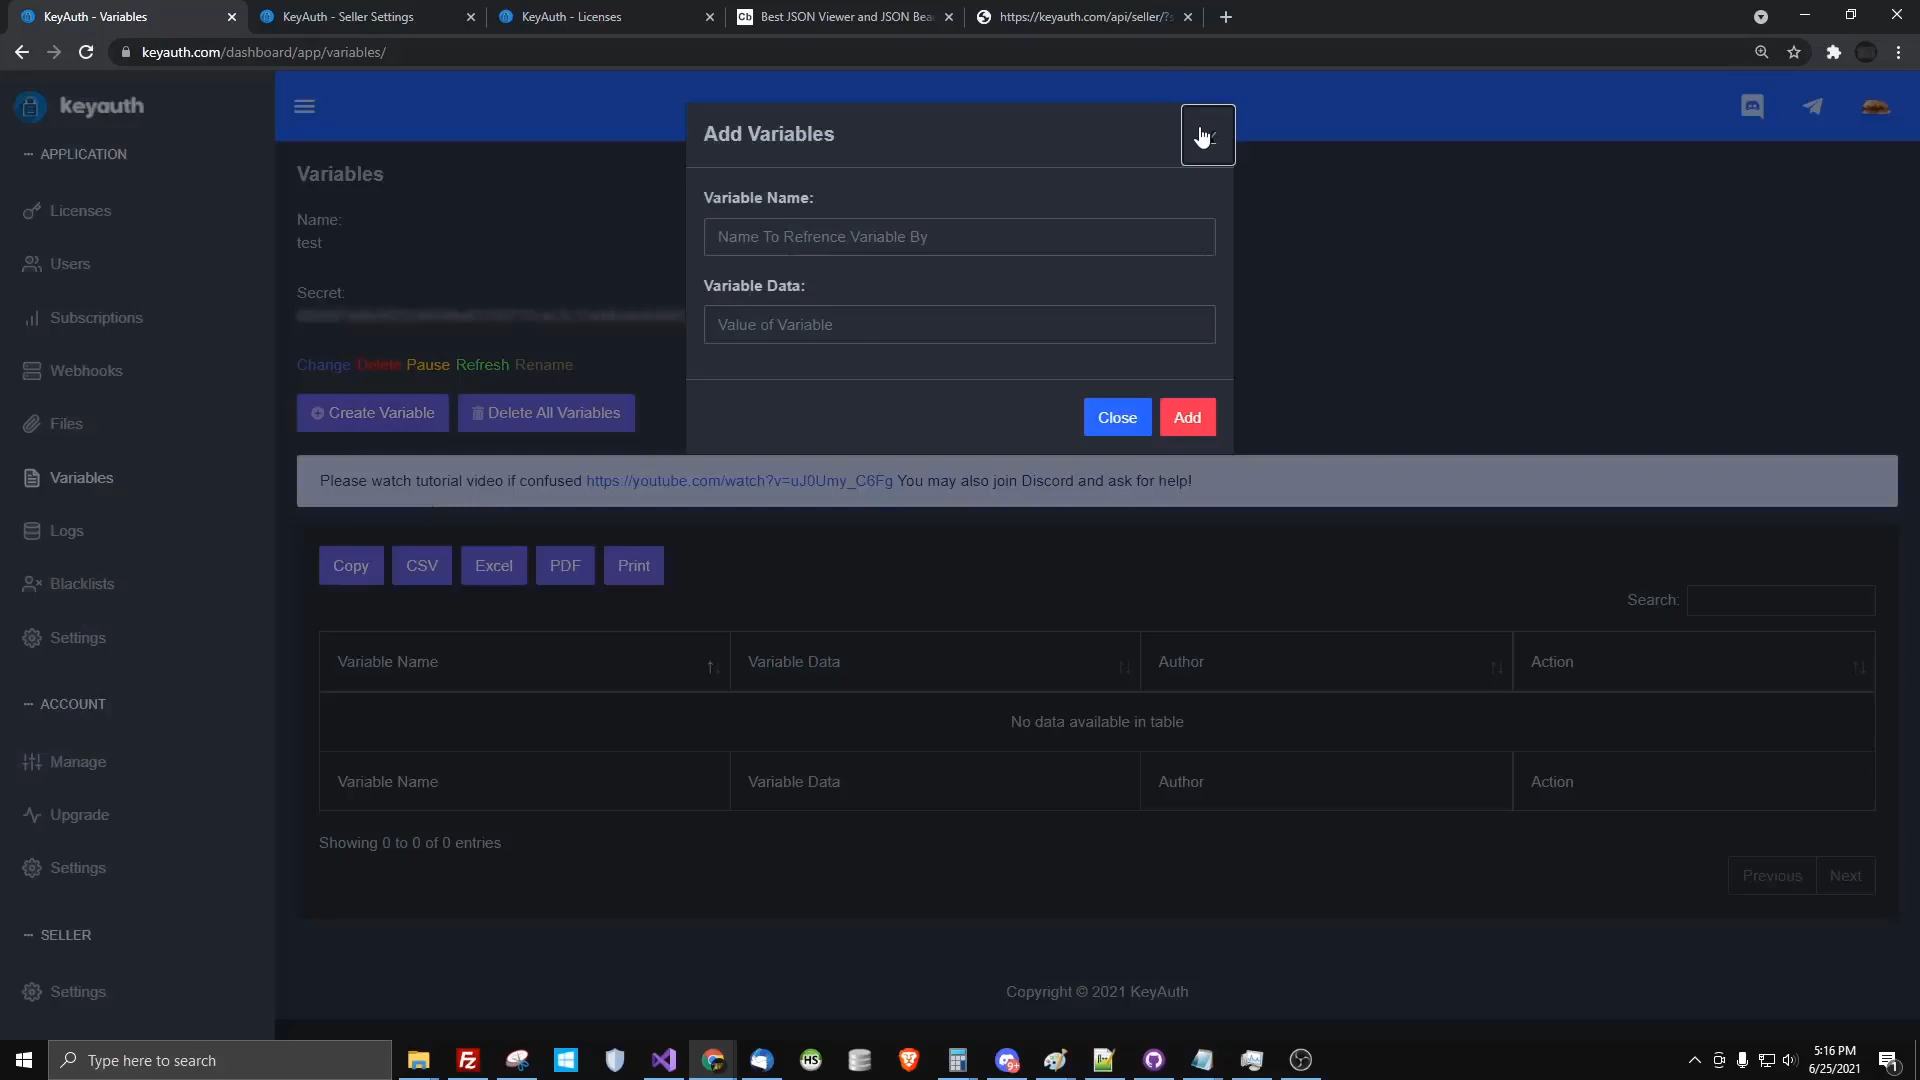 KeyAuth - Variables
KeyAuth - Seller Settings
KeyAuth - Licenses
Cb
Best JSON Viewer and JSON Bea
https://keyauth.com/api/seller/?s
keyauth.com/dashboard/app/variables/
keyauth
APPLICATION
Licenses
Users
Subscriptions
Webhooks
Files
Variables
Logs
Blacklists
Settings
ACCOUNT
Manage
Upgrade
Settings
SELLER
Settings
Variables
Name:
test
Secret:
Change Delete Pause Refresh Rename
Create Variable
Delete All Variables
Add Variables
Variable Name:
Name To Refrence Variable By
Variable Data:
Value of Variable
Close
Add
Please watch tutorial video if confused https://youtube.com/watch?v=uJ0Umy_C6Fg You may also join Discord and ask for help!
Copy
CSV
Excel
PDF
Print
Search:
Variable Name
Variable Data
Author
Action
No data available in table
Variable Name
Variable Data
Author
Action
Showing 0 to 0 of 0 entries
Previous
Next
Copyright © 2021 KeyAuth
Type here to search
Fz
HS
9+
5:16 PM
6/25/2021
1